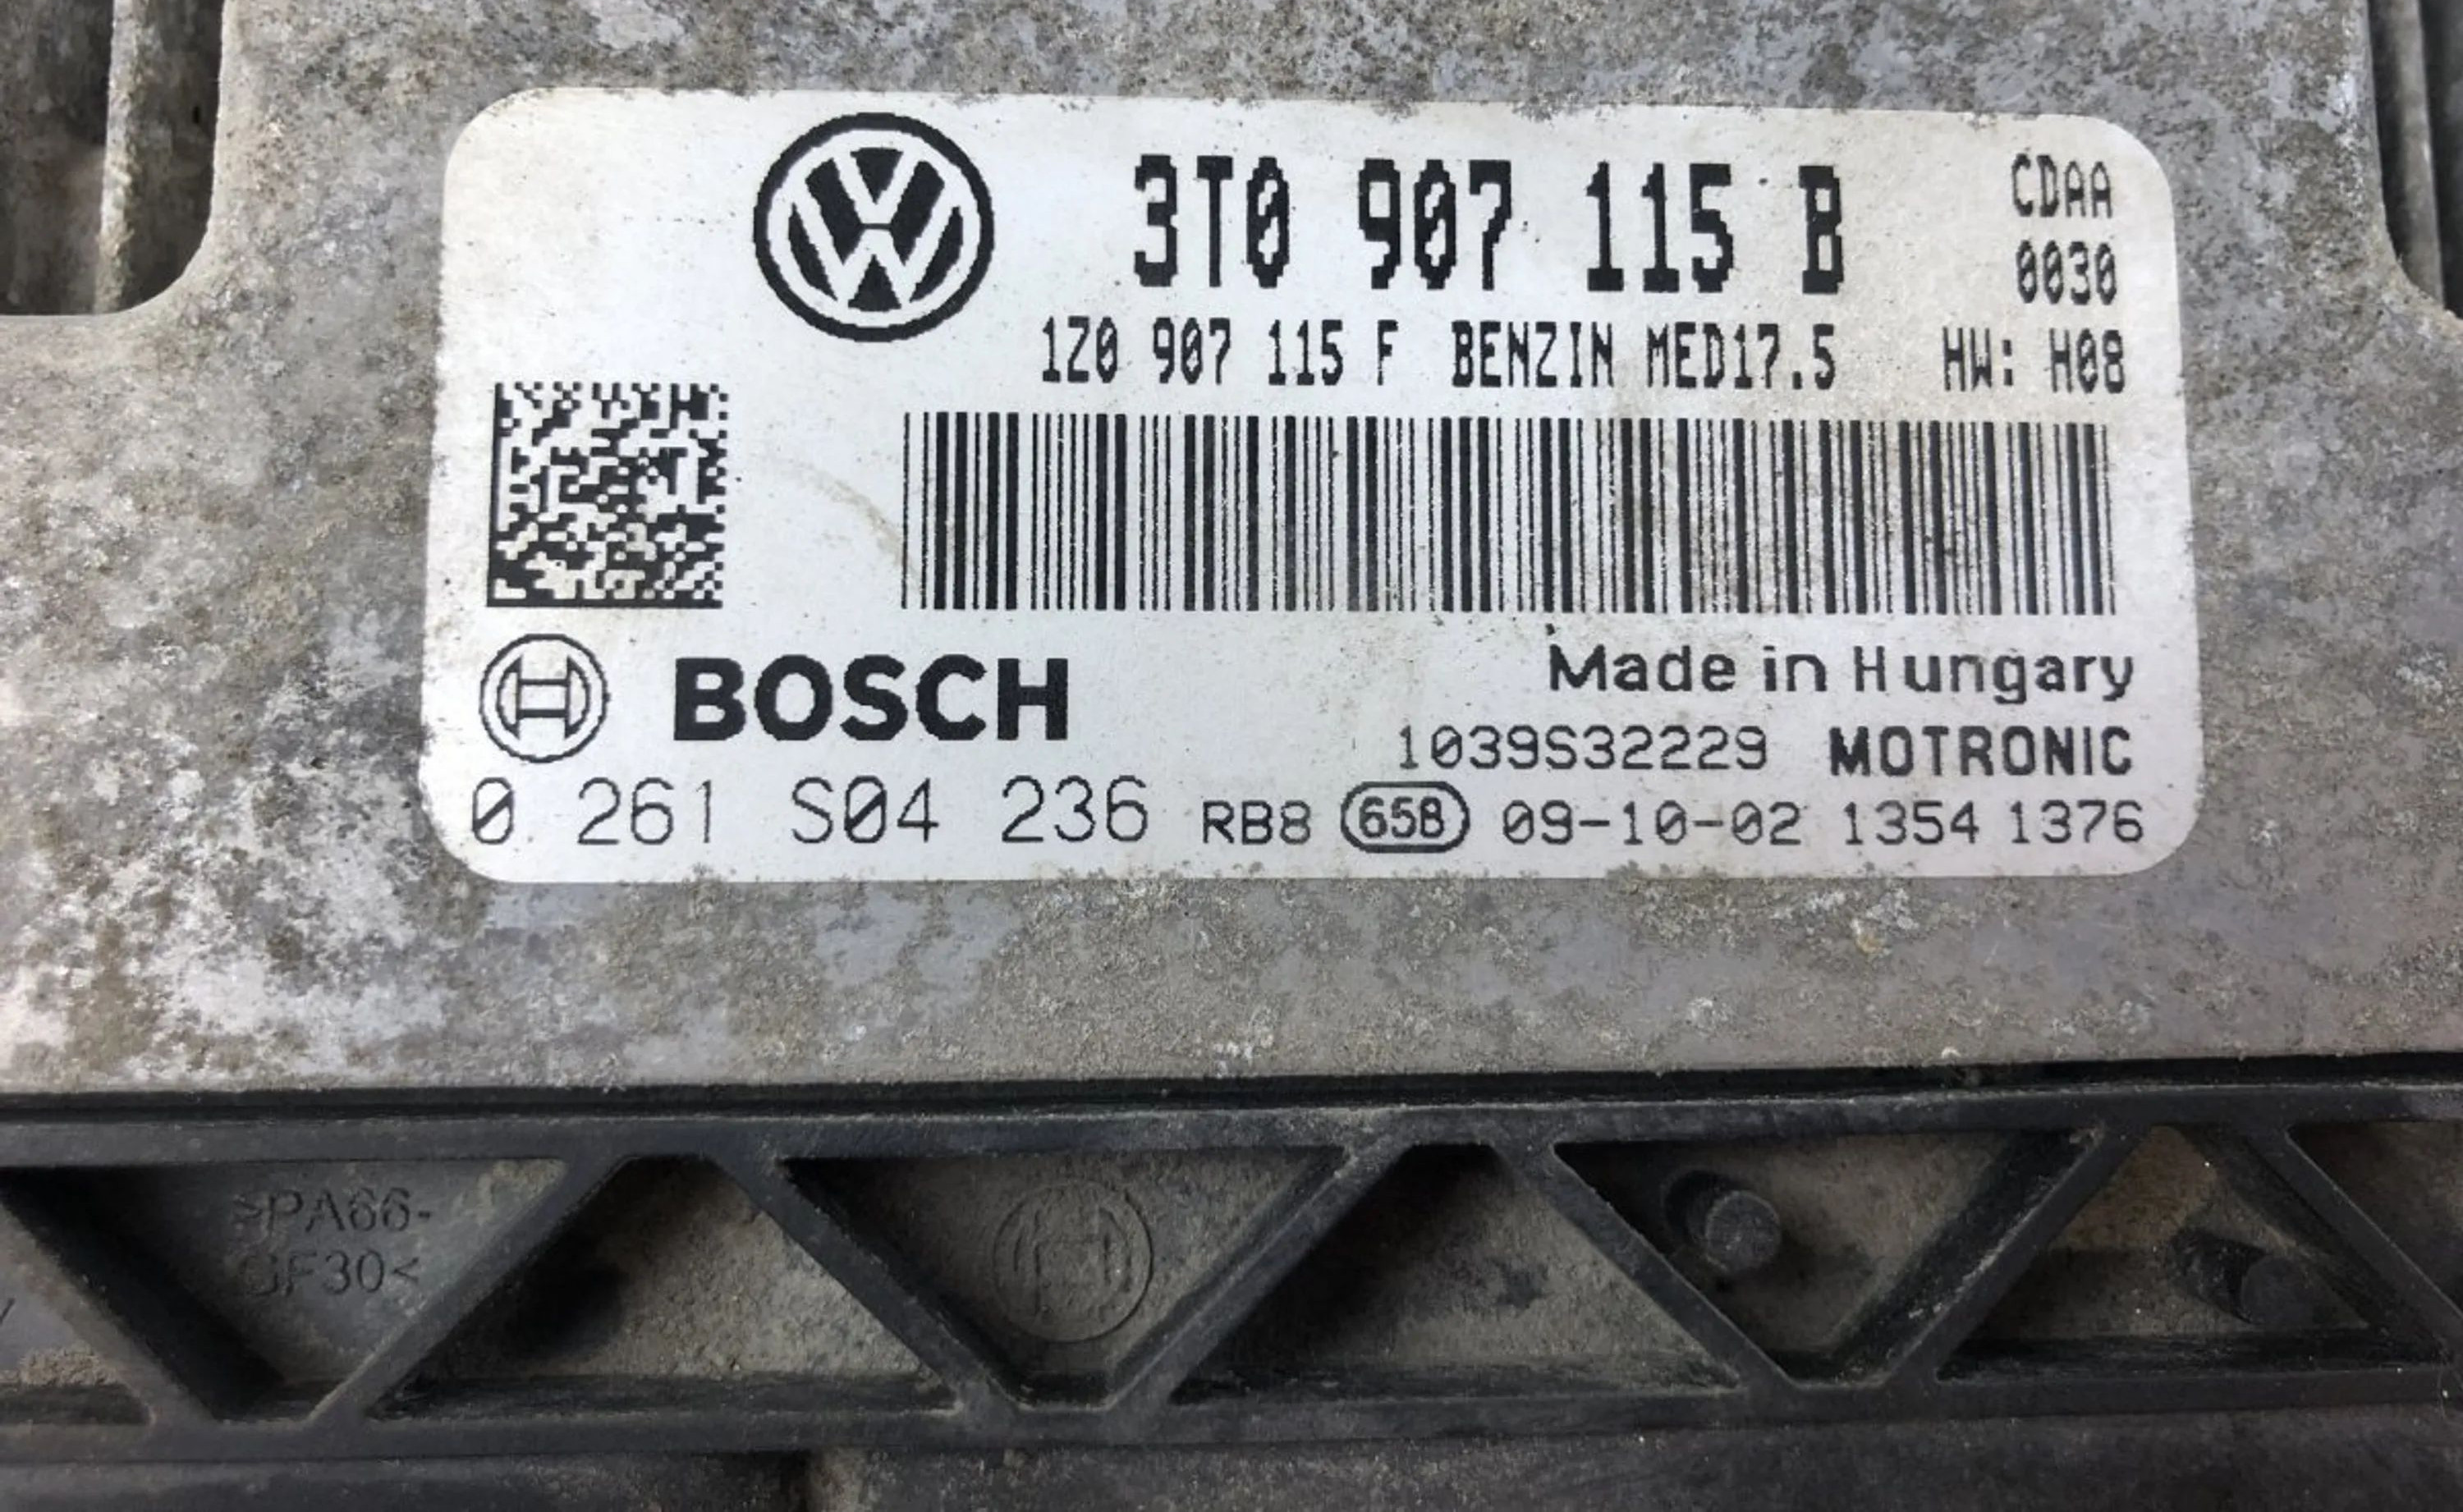 3T0 907 115 B
CDAA
0030
1Z0 907 115 F BENZIN MED17.5 HW: H08
BOSCH
Made in Hungary
1039S32229 MOTRONIC
0 261 S04 236 RB8 65B 09-10-02 1354 1376
>PA66-
GF30<